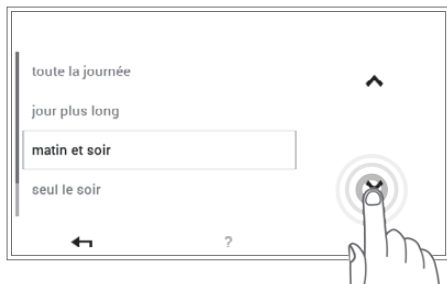 toute la journée
jour plus long
matin et soir
seul le soir
?